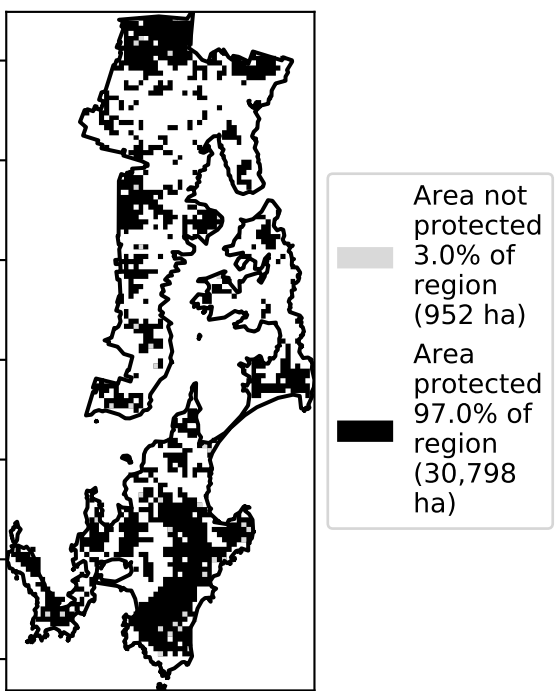 Area not
protected
3.0% of
region
(952 ha)
Area
protected
97.0% of
region
(30,798
ha)